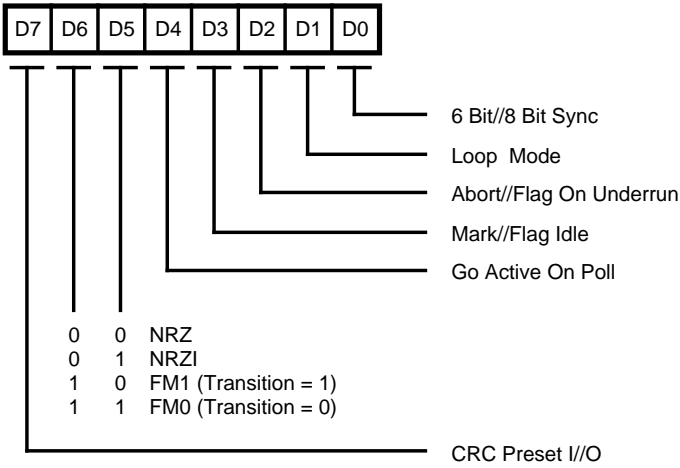 D7 D6 D5 D4 D3 D2 D1 D0
6 Bit//8 Bit Sync
Loop Mode
Abort//Flag On Underrun
Mark//Flag Idle
Go Active On Poll
0 0 NRZ
0 1 NRZI
1 0 FM1 (Transition = 1)
1 1 FM0 (Transition = 0)
CRC Preset I//O